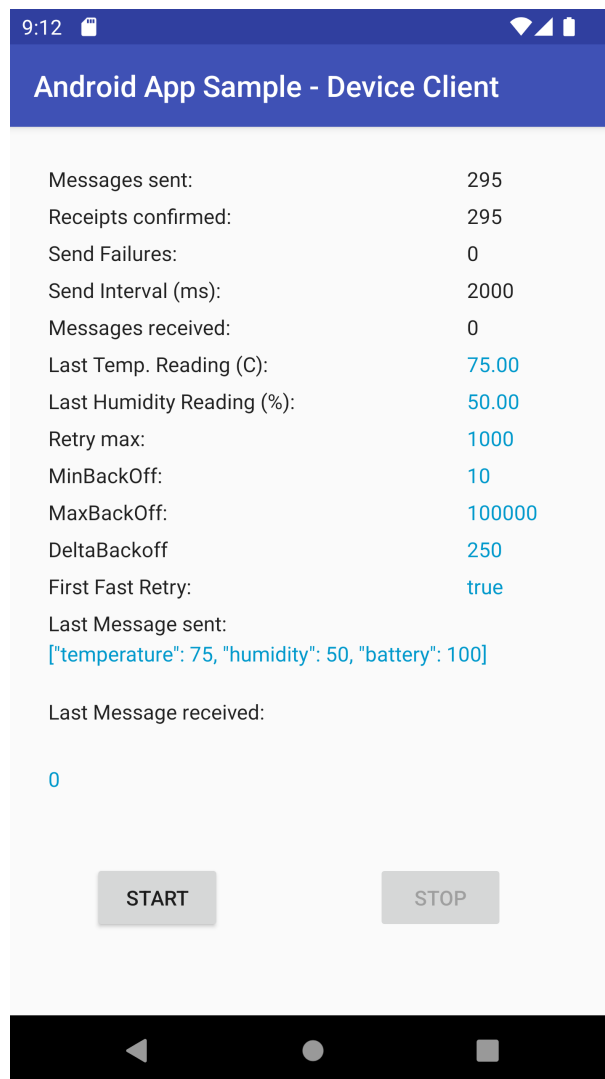 9:12
Android App Sample - Device Client
Messages sent: 295
Receipts confirmed: 295
Send Failures: 0
Send Interval (ms): 2000
Messages received: 0
Last Temp. Reading (C): 75.00
Last Humidity Reading (%): 50.00
Retry max: 1000
MinBackOff: 10
MaxBackOff: 100000
DeltaBackoff 250
First Fast Retry: true
Last Message sent:
["temperature": 75, "humidity": 50, "battery": 100]
Last Message received:
0
START STOP